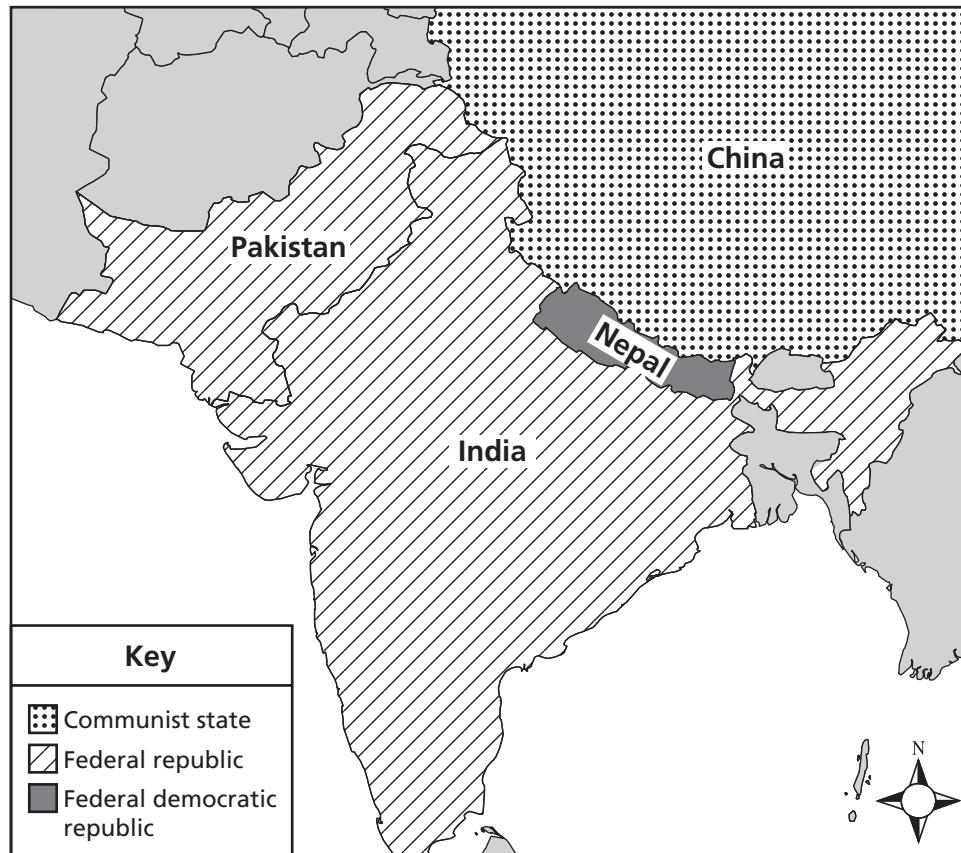 China
Pakistan
Nepal
India
Key
Communist state
Federal republic
Federal democratic
republic
N